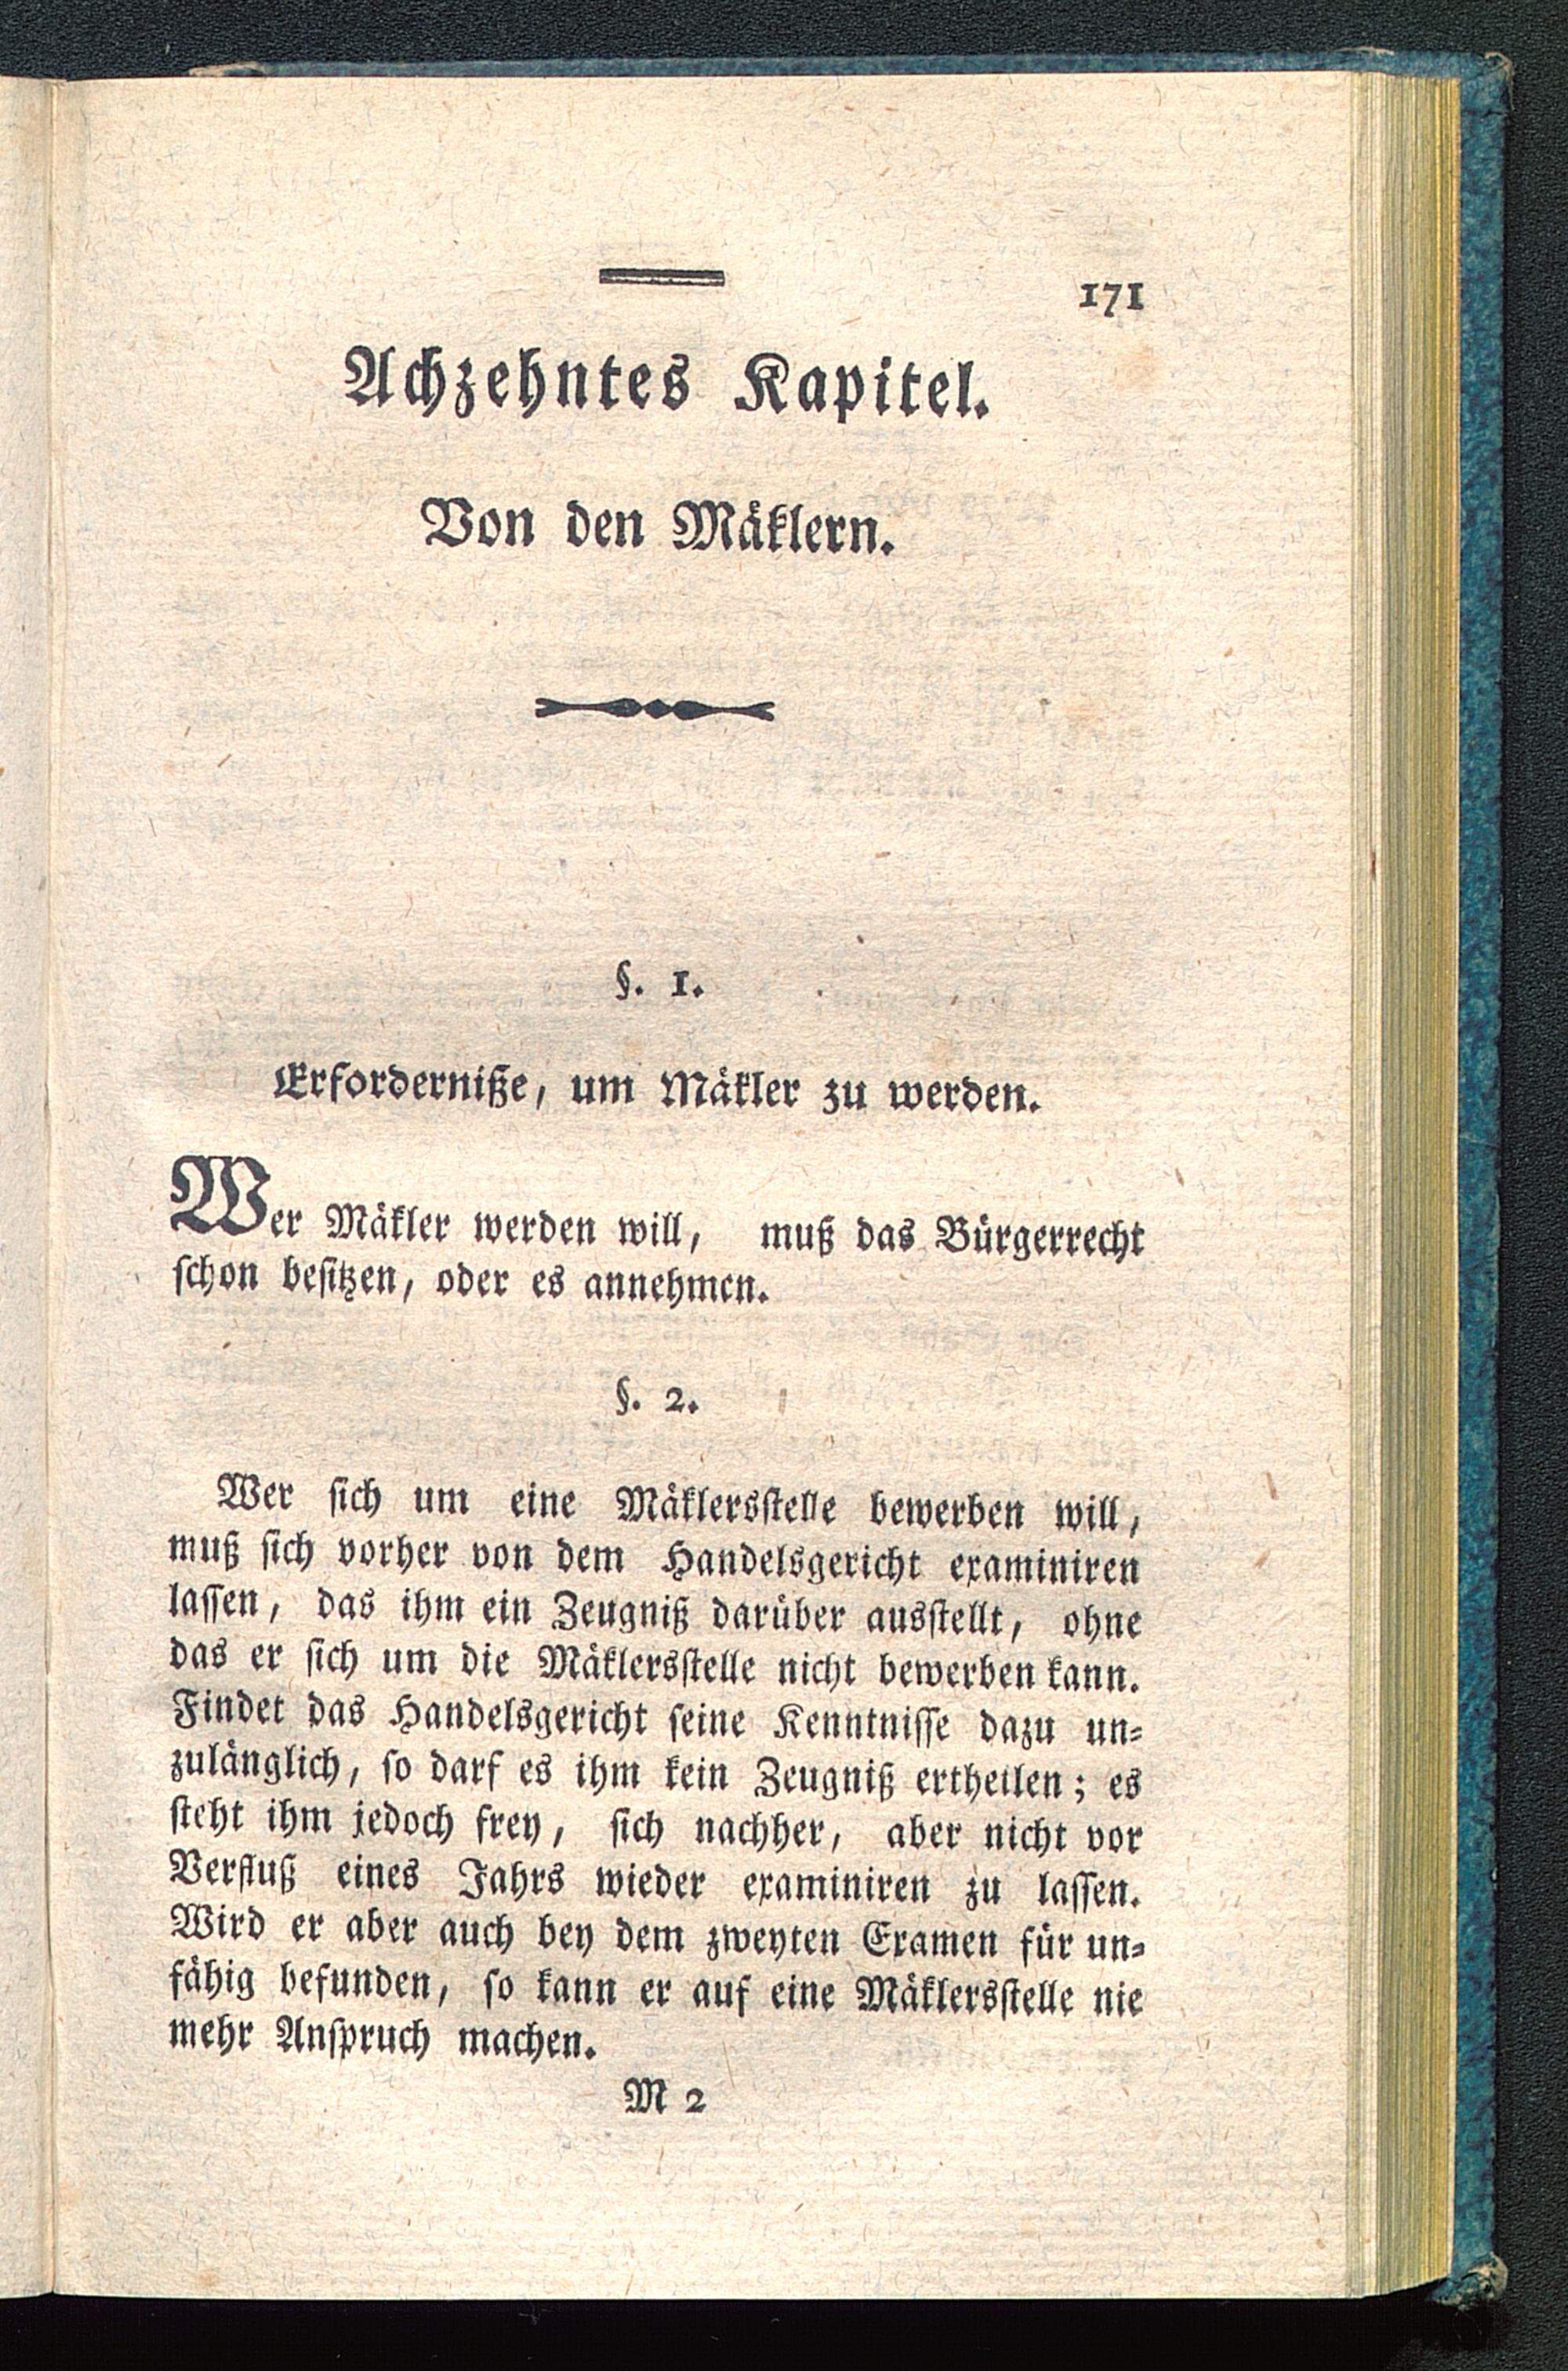 171
Achzehntes Kapitel.
Von den Mäklern.
§. 1.
Erforderniße, um Mäkler zu werden.
Wer Mäkler werden will, muß das Bürgerrecht
schon besitzen, oder es annehmen.
§. 2.
Wer sich um eine Mäklersstelle bewerben will,
muß sich vorher von dem Handelsgericht examiniren
lassen, das ihm ein Zeugniß darüber ausstellt, ohne
das er sich um die Mäklersstelle nicht bewerben kann.
Findet das Handelsgericht seine Kenntnisse dazu un-
zulänglich, so darf es ihm kein Zeugniß ertheilen; es
steht ihm jedoch frey, sich nachher, aber nicht vor
Verfluß eines Jahrs wieder examiniren zu lassen.
Wird er aber auch bey dem zweyten Examen für un-
fähig befunden, so kann er auf eine Mäklersstelle nie
mehr Anspruch machen.
M 2